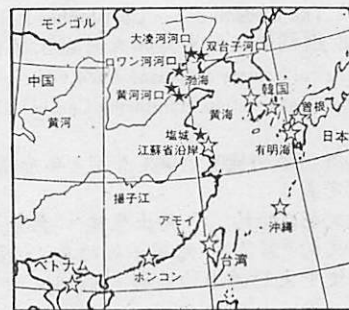 モンゴル
大凌河河口
双台子河口
ロワン河河口
渤海
中国
韓国
黄河河口
曽根
黄河
黄海
日本
塩城
有明海
江蘇省沿岸
揚子江
沖縄
アモイ
台湾
ベトナム
ホンコン